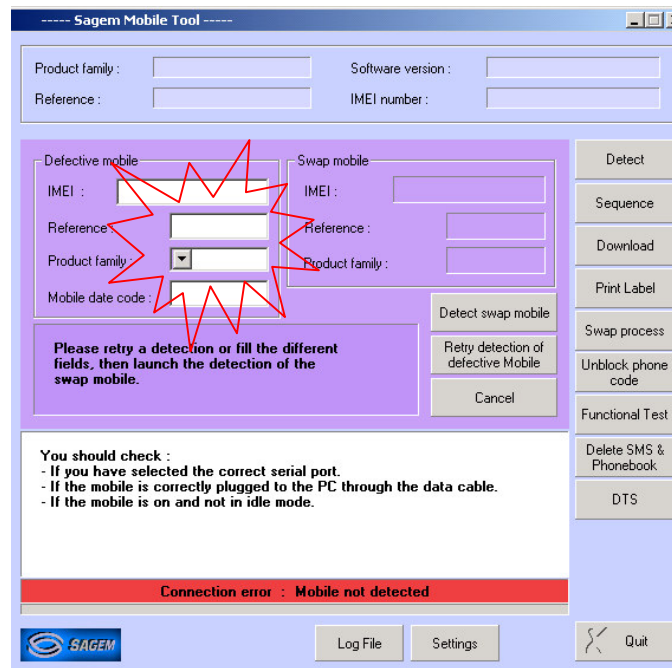 ----- Sagem Mobile Tool -----
Product family :
Software version :
Reference :
IMEI number :
Defective mobile
Swap mobile
IMEI :
IMEI :
Reference :
Reference :
Product family :
Product family :
Mobile date code :
Detect swap mobile
Please retry a detection or fill the different
fields, then launch the detection of the
swap mobile.
Retry detection of
defective Mobile
Cancel
Detect
Sequence
Download
Print Label
Swap process
Unblock phone
code
Functional Test
Delete SMS &
Phonebook
DTS
You should check :
- If you have selected the correct serial port.
- If the mobile is correctly plugged to the PC through the data cable.
- If the mobile is on and not in idle mode.
Connection error : Mobile not detected
SAGEM
Log File
Settings
Quit